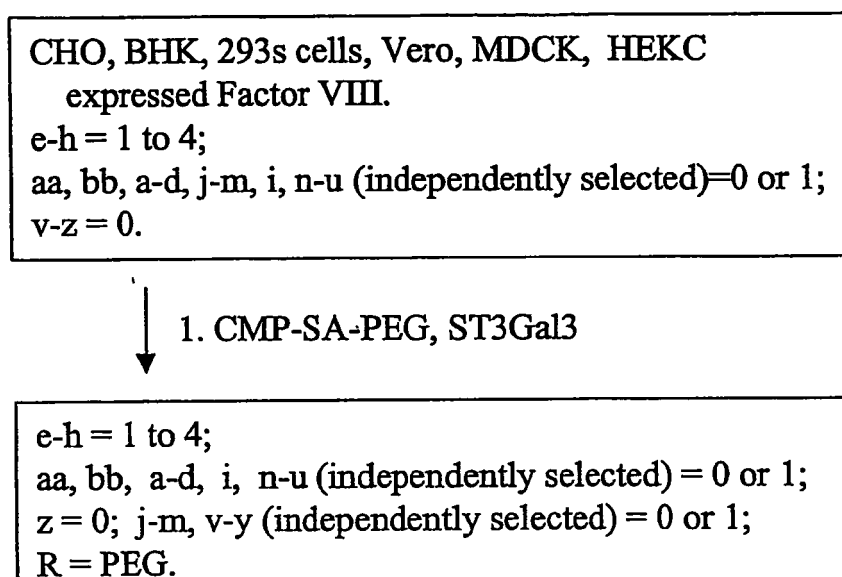 CHO, BHK, 293s cells, Vero, MDCK, HEKC
expressed Factor VIII.
e-h = 1 to 4;
aa, bb, a-d, j-m, i, n-u (independently selected)=0 or 1;
v-z = 0.
1. CMP-SA-PEG, ST3Gal3
e-h = 1 to 4;
aa, bb, a-d, i, n-u (independently selected) = 0 or 1;
z = 0; j-m, v-y (independently selected) = 0 or 1;
R = PEG.